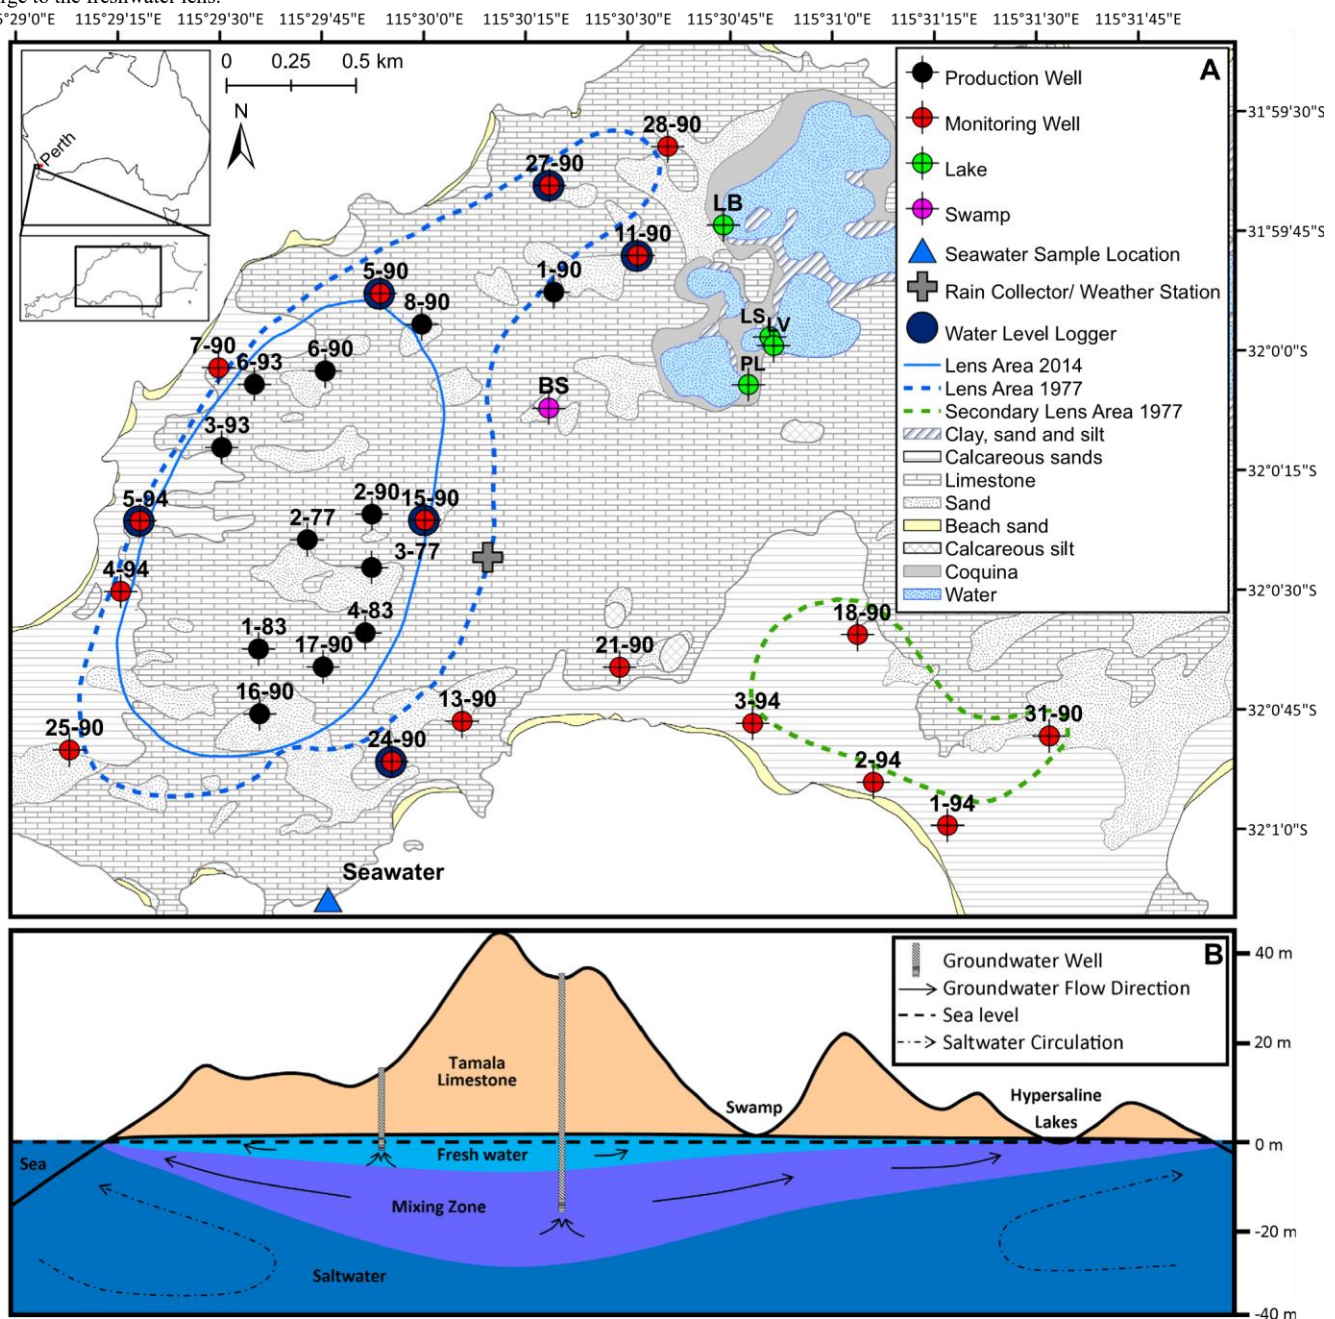 arge to the freshwater lens.
115°29'15"E 115°29'30"E 115°29'45"E 115°30'0"E 115°30'15"E 115°30'30"E 115°30'45"E 115°31'0"E 115°31'15"E 115°31'30"E 115°31'45"E
0 0.25 0.5 km
N
Perth
A
Production Well
Monitoring Well
Lake
Swamp
Seawater Sample Location
Rain Collector/ Weather Station
Water Level Logger
Lens Area 2014
Lens Area 1977
Secondary Lens Area 1977
Clay, sand and silt
Calcareous sands
Limestone
Sand
Beach sand
Calcareous silt
Coquina
Water
31°59'30"S
31°59'45"S
32°0'0"S
32°0'15"S
32°0'30"S
32°0'45"S
32°1'0"S
28-90
27-90
LB
11-90
5-90
1-90
8-90
LS
LV
7-90
6-93
6-90
PL
BS
3-93
5-94
2-90
15-90
2-77
3-77
4-94
4-83
1-83
17-90
21-90
18-90
16-90
13-90
3-94
25-90
24-90
31-90
2-94
1-94
Seawater
B
Groundwater Well
Groundwater Flow Direction
Sea level
Saltwater Circulation
Tamala
Limestone
Swamp
Hypersaline
Lakes
Sea
Fresh water
Mixing Zone
Saltwater
40 m
20 m
0 m
-20 m
-40 m